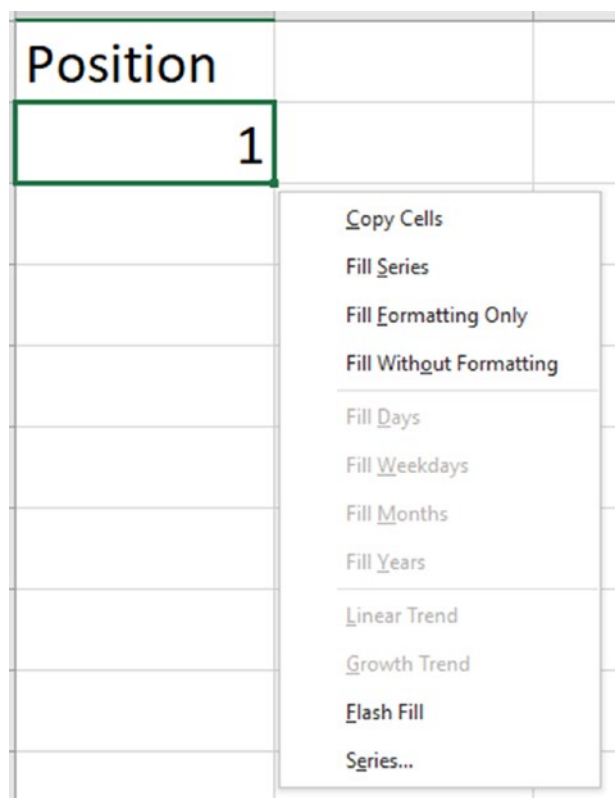 Position
1
Copy Cells
Fill Series
Fill Formatting Only
Fill Without Formatting
Fill Days
Fill Weekdays
Fill Months
Fill Years
Linear Trend
Growth Trend
Flash Fill
Series...